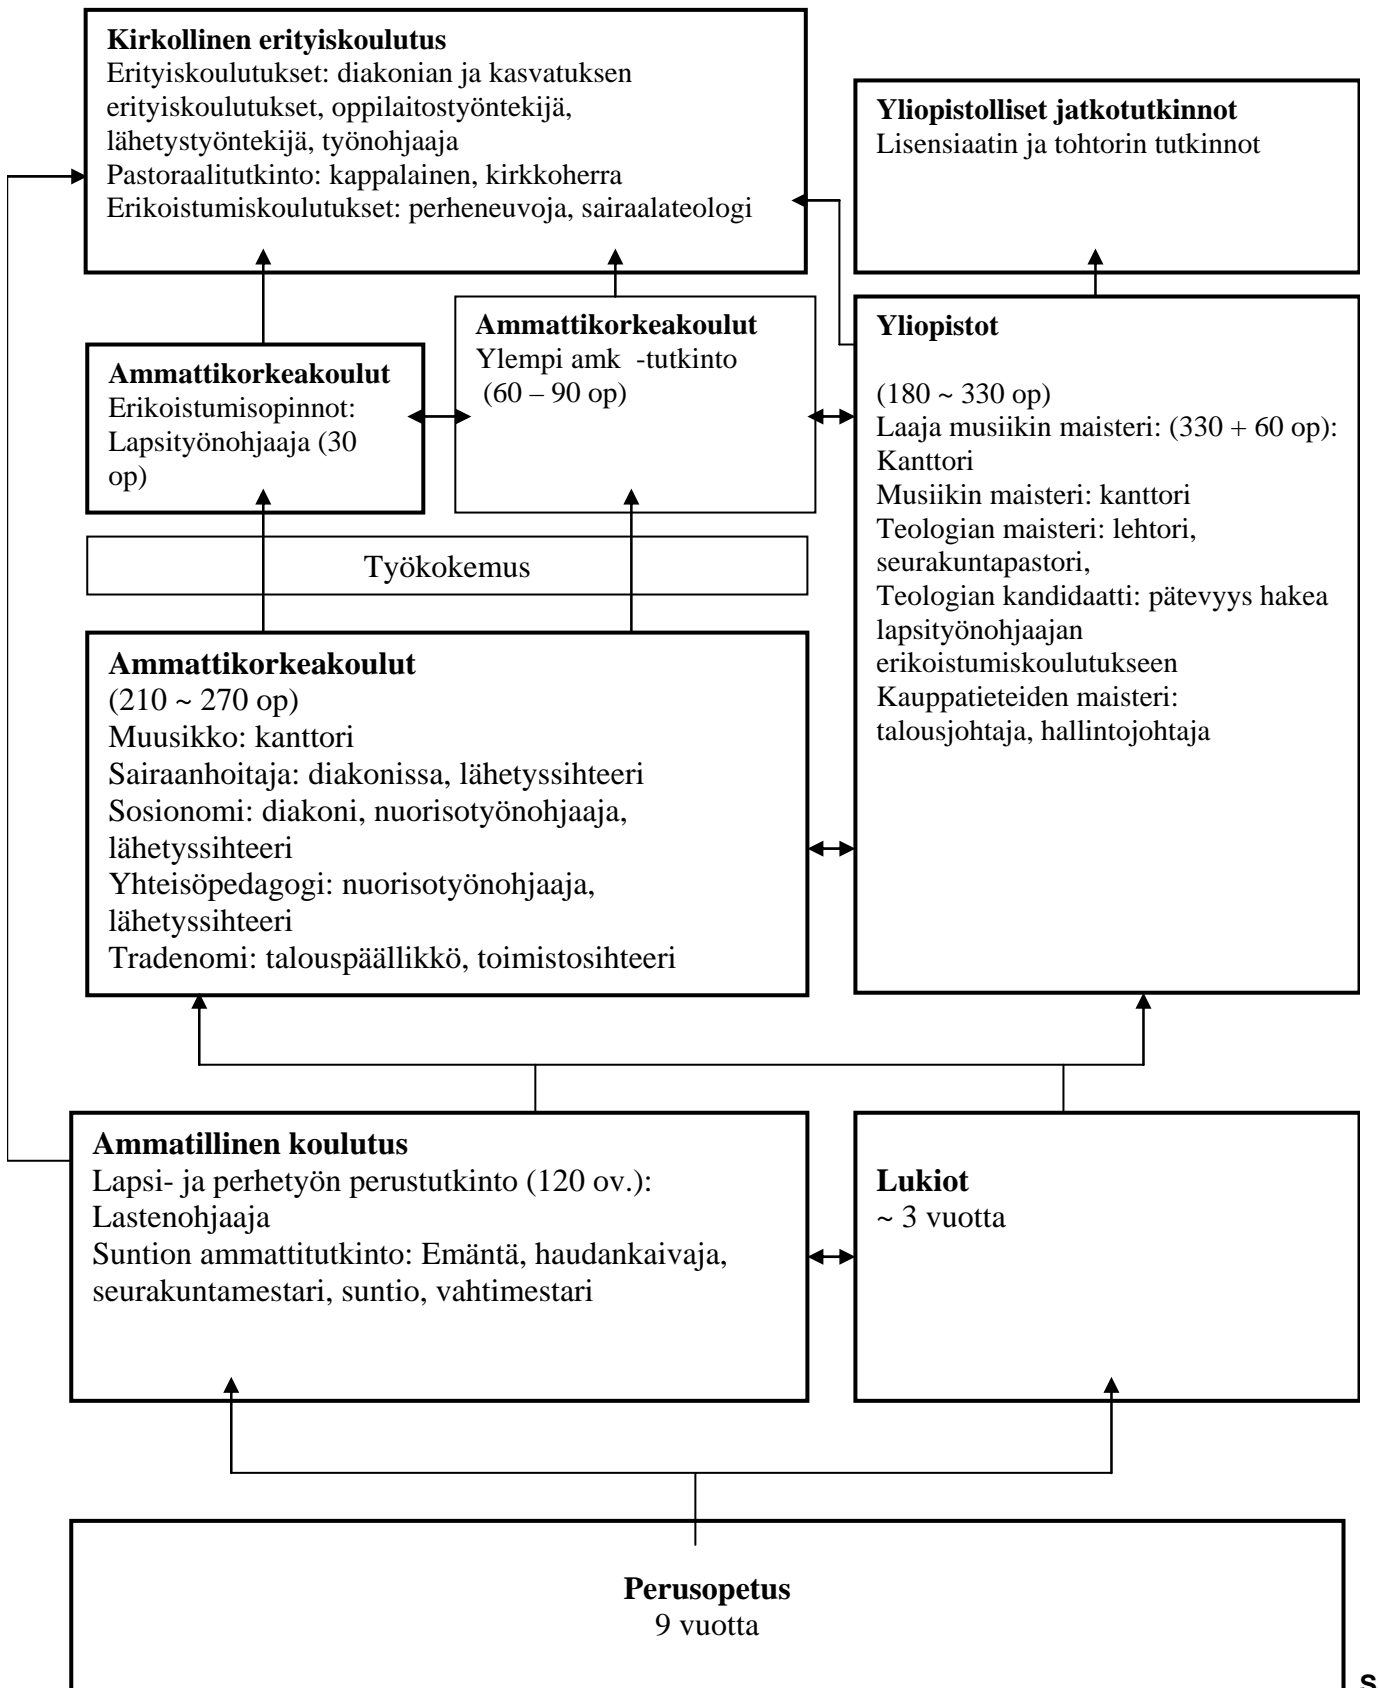 Kirkollinen erityiskoulutus
Erityiskoulutukset: diakonian ja kasvatuksen
erityiskoulutukset, oppilaitostyöntekijä,
lähetystyöntekijä, työnohjaaja
Pastoraalitutkinto: kappalainen, kirkkoherra
Erikoistumiskoulutukset: perheneuvoja, sairaalateologi
Yliopistolliset jatkotutkinnot
Lisensiaatin ja tohtorin tutkinnot
Ammattikorkeakoulut
Erikoistumisopinnot:
Lapsityönohjaaja (30
op)
Ammattikorkeakoulut
Ylempi amk  -tutkinto
(60 – 90 op)
Yliopistot
(180 ~ 330 op)
Laaja musiikin maisteri: (330 + 60 op):
Kanttori
Musiikin maisteri: kanttori
Teologian maisteri: lehtori,
seurakuntapastori,
Teologian kandidaatti: pätevyys hakea
lapsityönohjaajan
erikoistumiskoulutukseen
Kauppatieteiden maisteri:
talousjohtaja, hallintojohtaja
Työkokemus
Ammattikorkeakoulut
(210 ~ 270 op)
Muusikko: kanttori
Sairaanhoitaja: diakonissa, lähetyssihteeri
Sosionomi: diakoni, nuorisotyönohjaaja,
lähetyssihteeri
Yhteisöpedagogi: nuorisotyönohjaaja,
lähetyssihteeri
Tradenomi: talouspäällikkö, toimistosihteeri
Ammatillinen koulutus
Lapsi- ja perhetyön perustutkinto (120 ov.):
Lastenohjaaja
Suntion ammattitutkinto: Emäntä, haudankaivaja,
seurakuntamestari, suntio, vahtimestari
Lukiot
~ 3 vuotta
Perusopetus
9 vuotta
s